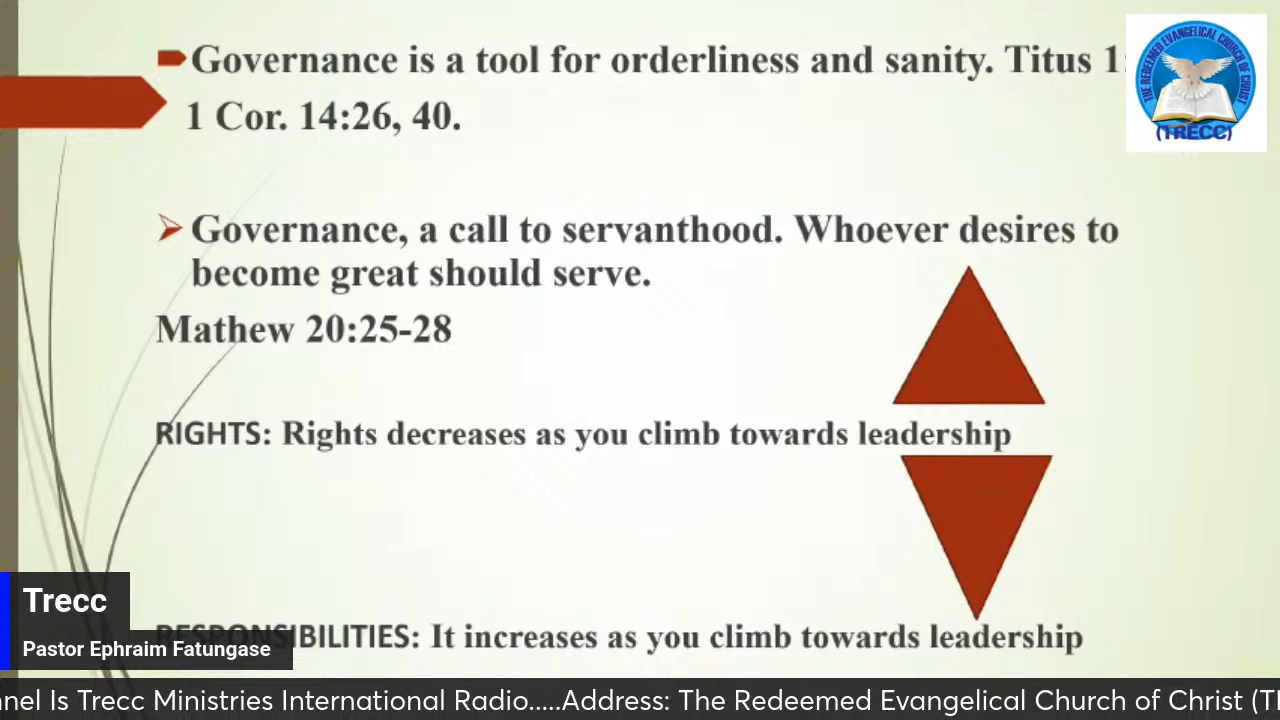 Governance is a tool for orderliness and sanity. Titus 1:
1 Cor. 14:26, 40.
Governance, a call to servanthood. Whoever desires to
become great should serve.
Mathew 20:25-28
RIGHTS: Rights decreases as you climb towards leadership
RESPONSIBILITIES: It increases as you climb towards leadership
THE REDEEMED EVANGELICAL CHURCH OF CHRIST
(TRECC)
Trecc
Pastor Ephraim Fatungase
nnel Is Trecc Ministries International Radio.....Address: The Redeemed Evangelical Church of Christ (T